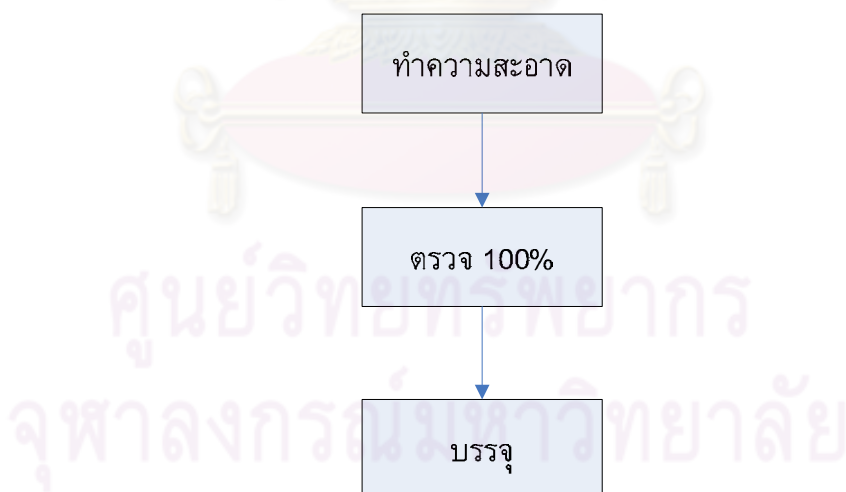 ทำความสะอาด
ตรวจ 100%
ศูนย์วิทยทรัพยากร
จุฬาลงกรณ์มหาวิทยาลัย
บรรจุ